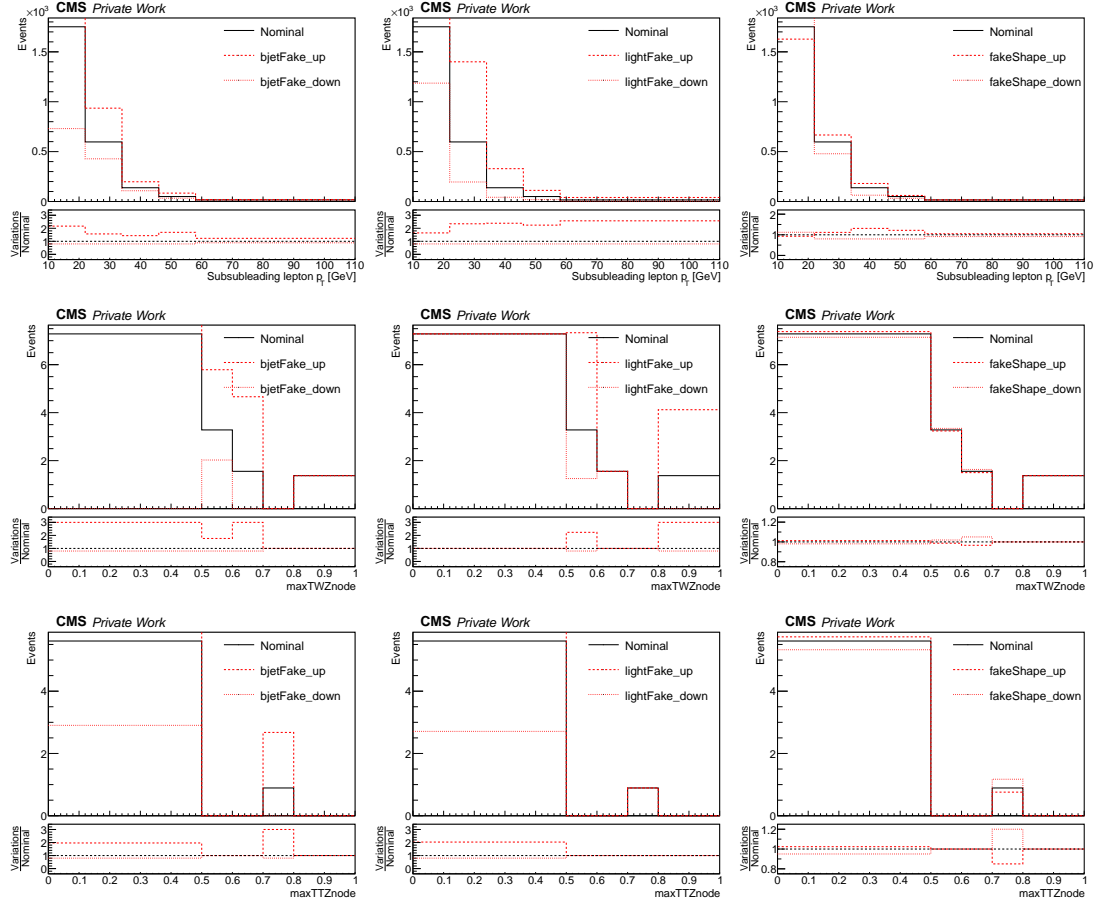 CMS Private Work
×10³
Events
Nominal
bjetFake_up
bjetFake_down
1.5
1
0.5
0
Variations
Nominal
3
2
1
0
10 20 30 40 50 60 70 80 90 100 110
Subsubleading lepton p_T [GeV]
CMS Private Work
×10³
Events
Nominal
lightFake_up
lightFake_down
1.5
1
0.5
0
Variations
Nominal
3
2
1
0
10 20 30 40 50 60 70 80 90 100 110
Subsubleading lepton p_T [GeV]
CMS Private Work
×10³
Events
Nominal
fakeShape_up
fakeShape_down
1.5
1
0.5
0
Variations
Nominal
2
1
0
10 20 30 40 50 60 70 80 90 100 110
Subsubleading lepton p_T [GeV]
CMS Private Work
Events
Nominal
bjetFake_up
bjetFake_down
6
4
2
0
Variations
Nominal
3
2
1
0
0 0.1 0.2 0.3 0.4 0.5 0.6 0.7 0.8 0.9 1
maxTWZnode
CMS Private Work
Events
Nominal
lightFake_up
lightFake_down
6
4
2
0
Variations
Nominal
3
2
1
0
0 0.1 0.2 0.3 0.4 0.5 0.6 0.7 0.8 0.9 1
maxTWZnode
CMS Private Work
Events
Nominal
fakeShape_up
fakeShape_down
6
4
2
0
Variations
Nominal
1.2
1
0.8
0 0.1 0.2 0.3 0.4 0.5 0.6 0.7 0.8 0.9 1
maxTWZnode
CMS Private Work
Events
Nominal
bjetFake_up
bjetFake_down
4
2
0
Variations
Nominal
3
2
1
0
0 0.1 0.2 0.3 0.4 0.5 0.6 0.7 0.8 0.9 1
maxTTZnode
CMS Private Work
Events
Nominal
lightFake_up
lightFake_down
4
2
0
Variations
Nominal
3
2
1
0
0 0.1 0.2 0.3 0.4 0.5 0.6 0.7 0.8 0.9 1
maxTTZnode
CMS Private Work
Events
Nominal
fakeShape_up
fakeShape_down
4
2
0
Variations
Nominal
1.2
1
0.8
0 0.1 0.2 0.3 0.4 0.5 0.6 0.7 0.8 0.9 1
maxTTZnode